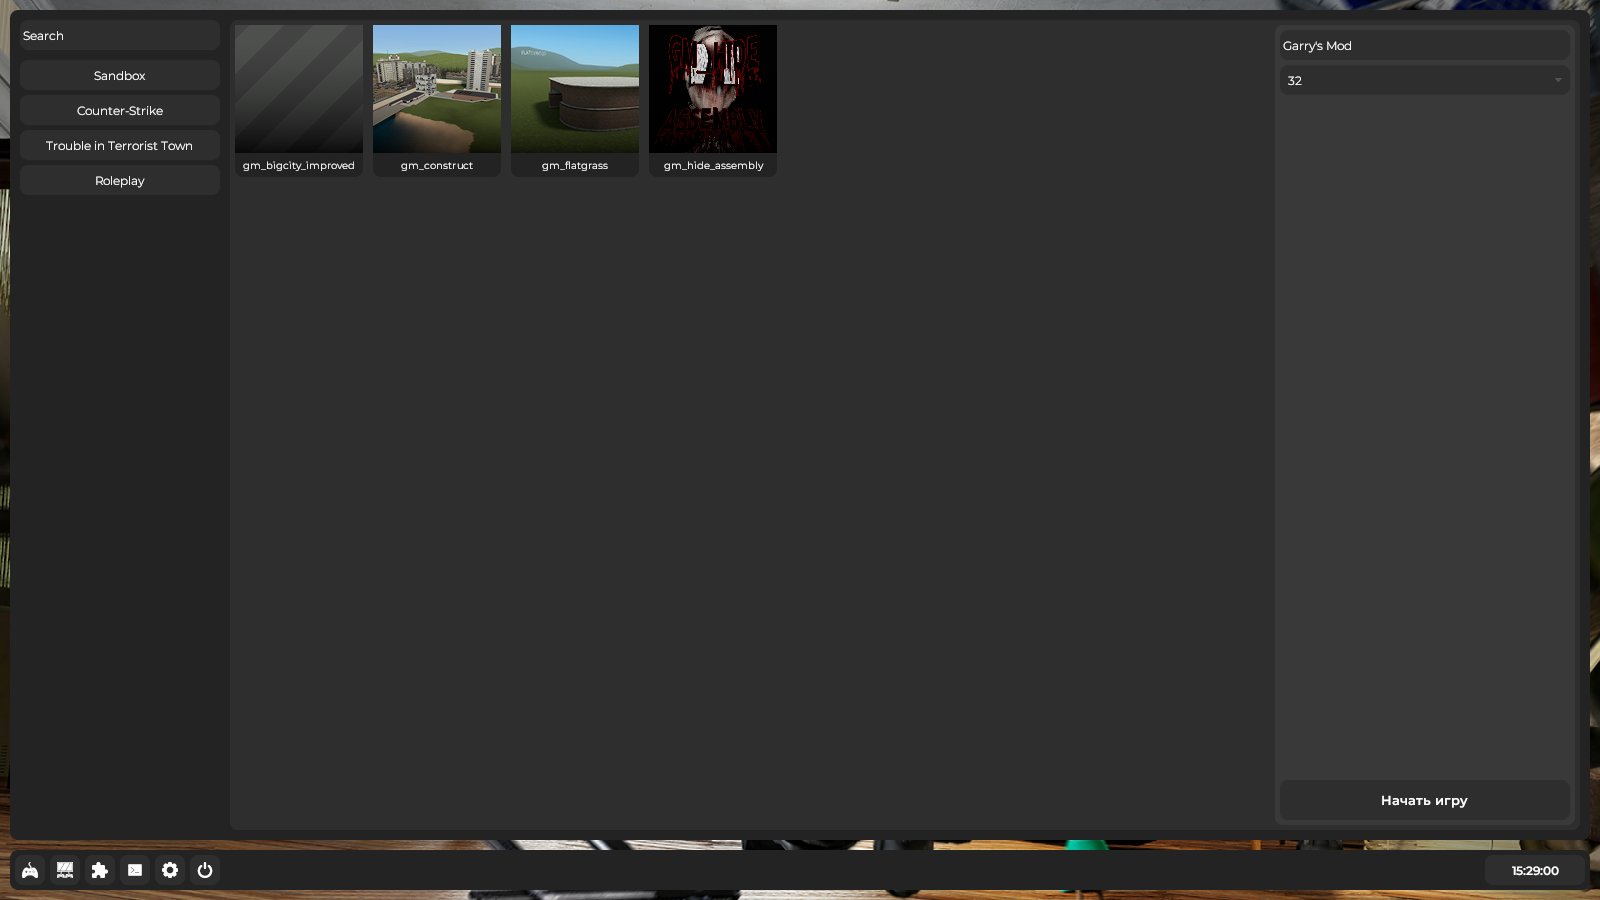 Search
Sandbox
Counter-Strike
Trouble in Terrorist Town
Roleplay
gm_bigcity_improved
gm_construct
gm_flatgrass
gm_hide_assembly
Garry's Mod
32
Начать игру
15:29:00